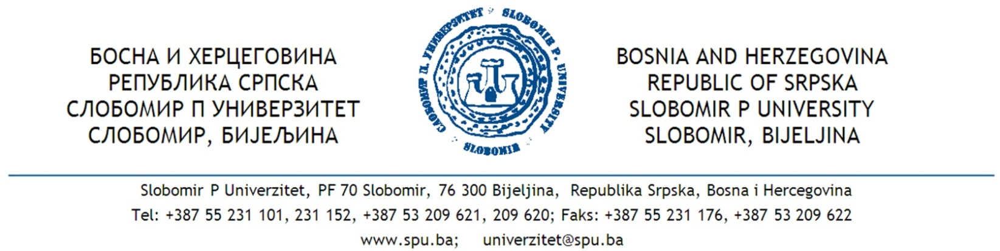 БОСНА И ХЕРЦЕГОВИНА
РЕПУБЛИКА СРПСКА
СЛОБОМИР П УНИВЕРЗИТЕТ
СЛОБОМИР, БИЈЕЉИНА
СЛОБОМИР П. УНИВЕРЗИТЕТ
SLOBOMIR P. UNIVERSITY
SLOBOMIR
BOSNIA AND HERZEGOVINA
REPUBLIC OF SRPSKA
SLOBOMIR P UNIVERSITY
SLOBOMIR, BIJELJINA
Slobomir P Univerzitet, PF 70 Slobomir, 76 300 Bijeljina, Republika Srpska, Bosna i Hercegovina
Tel: +387 55 231 101, 231 152, +387 53 209 621, 209 620; Faks: +387 55 231 176, +387 53 209 622
www.spu.ba; univerzitet@spu.ba